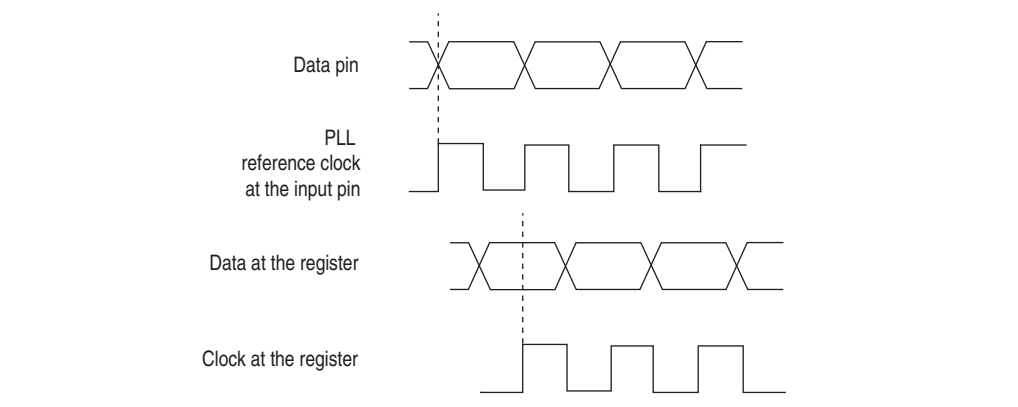 Data pin
PLL
reference clock
at the input pin
Data at the register
Clock at the register